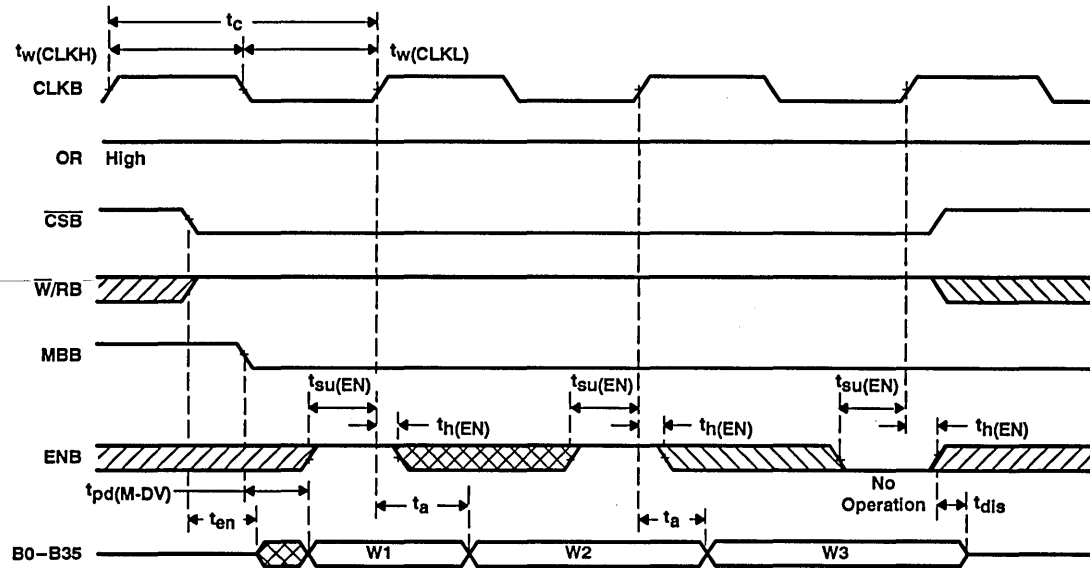 tc
tw(CLKH)
tw(CLKL)
CLKB
OR High
CSB
W/RB
MBB
tsu(EN) tsu(EN) tsu(EN)
th(EN) th(EN) th(EN)
ENB
No
Operation
tpd(M-DV)
ten ta ta tdis
B0–B35 W1 W2 W3